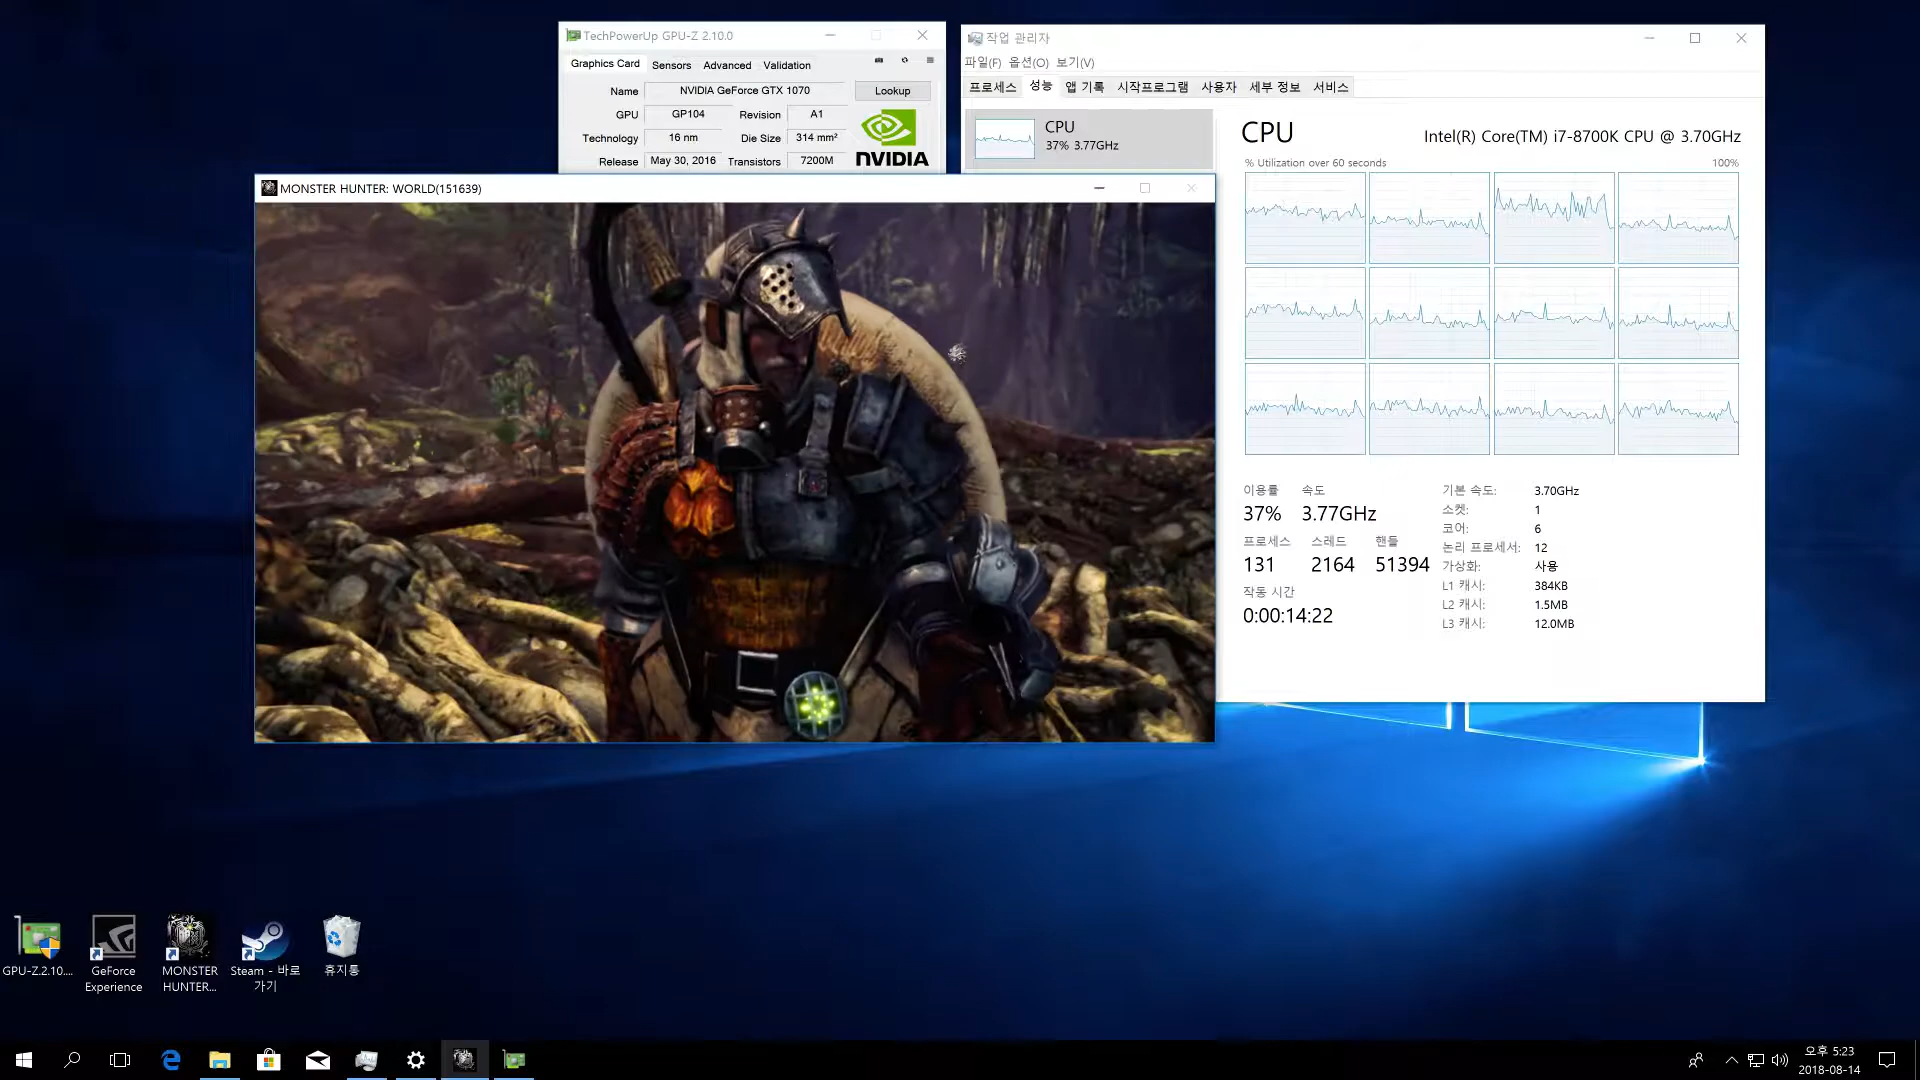 TechPowerUp GPU-Z 2.10.0
Graphics Card Sensors Advanced Validation
Name NVIDIA GeForce GTX 1070 Lookup
GPU GP104 Revision A1
Technology 16 nm Die Size 314 mm²
Release May 30, 2016 Transistors 7200M
NVIDIA
작업 관리자
파일(F) 옵션(O) 보기(V)
프로세스 성능 앱 기록 시작프로그램 사용자 세부 정보 서비스
CPU
37% 3.77GHz
CPU Intel(R) Core(TM) i7-8700K CPU @ 3.70GHz
% Utilization over 60 seconds 100%
이용률 속도
37% 3.77GHz
프로세스 스레드 핸들
131 2164 51394
작동 시간
0:00:14:22
기본 속도: 3.70GHz
소켓: 1
코어: 6
논리 프로세서: 12
가상화: 사용
L1 캐시: 384KB
L2 캐시: 1.5MB
L3 캐시: 12.0MB
MONSTER HUNTER: WORLD(151639)
GPU-Z.2.10....
GeForce
Experience
MONSTER
HUNTER...
Steam - 바로
가기
휴지통
오후 5:23
2018-08-14